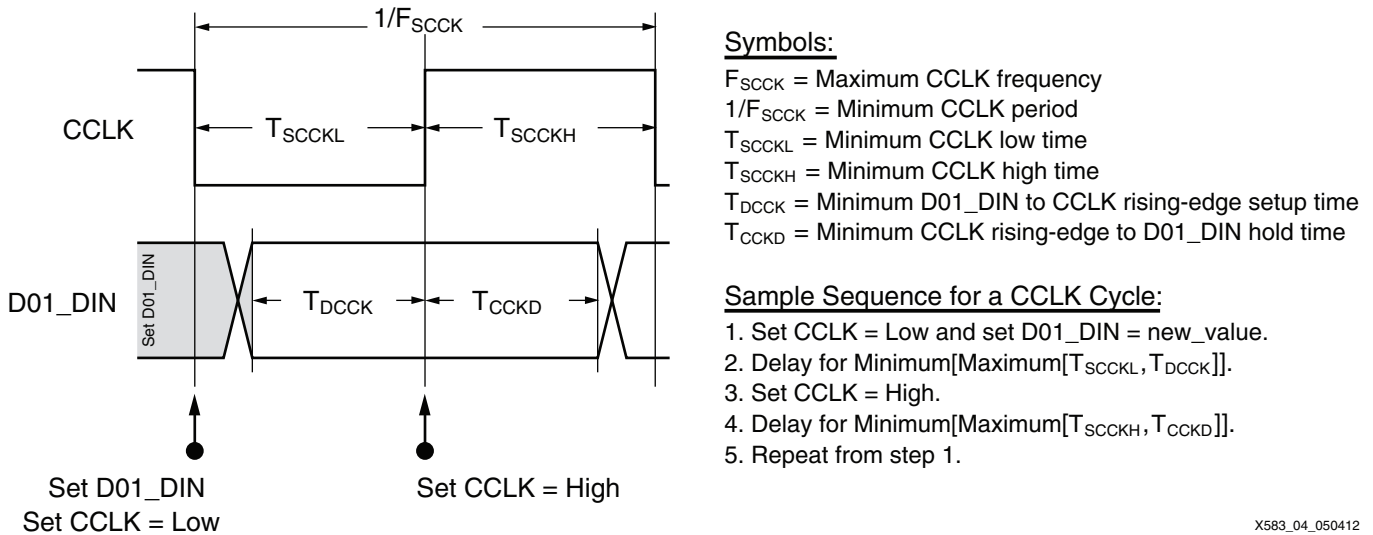 1/FSCCK
CCLK
TSCCKL
TSCCKH
D01_DIN
Set D01_DIN
TDCCK
TCCKD
Set D01_DIN
Set CCLK = Low
Set CCLK = High
Symbols:
FSCCK = Maximum CCLK frequency
1/FSCCK = Minimum CCLK period
TSCCKL = Minimum CCLK low time
TSCCKH = Minimum CCLK high time
TDCCK = Minimum D01_DIN to CCLK rising-edge setup time
TCCKD = Minimum CCLK rising-edge to D01_DIN hold time
Sample Sequence for a CCLK Cycle:
1. Set CCLK = Low and set D01_DIN = new_value.
2. Delay for Minimum[Maximum[TSCCKL,TDCCK]].
3. Set CCLK = High.
4. Delay for Minimum[Maximum[TSCCKH,TCCKD]].
5. Repeat from step 1.
X583_04_050412